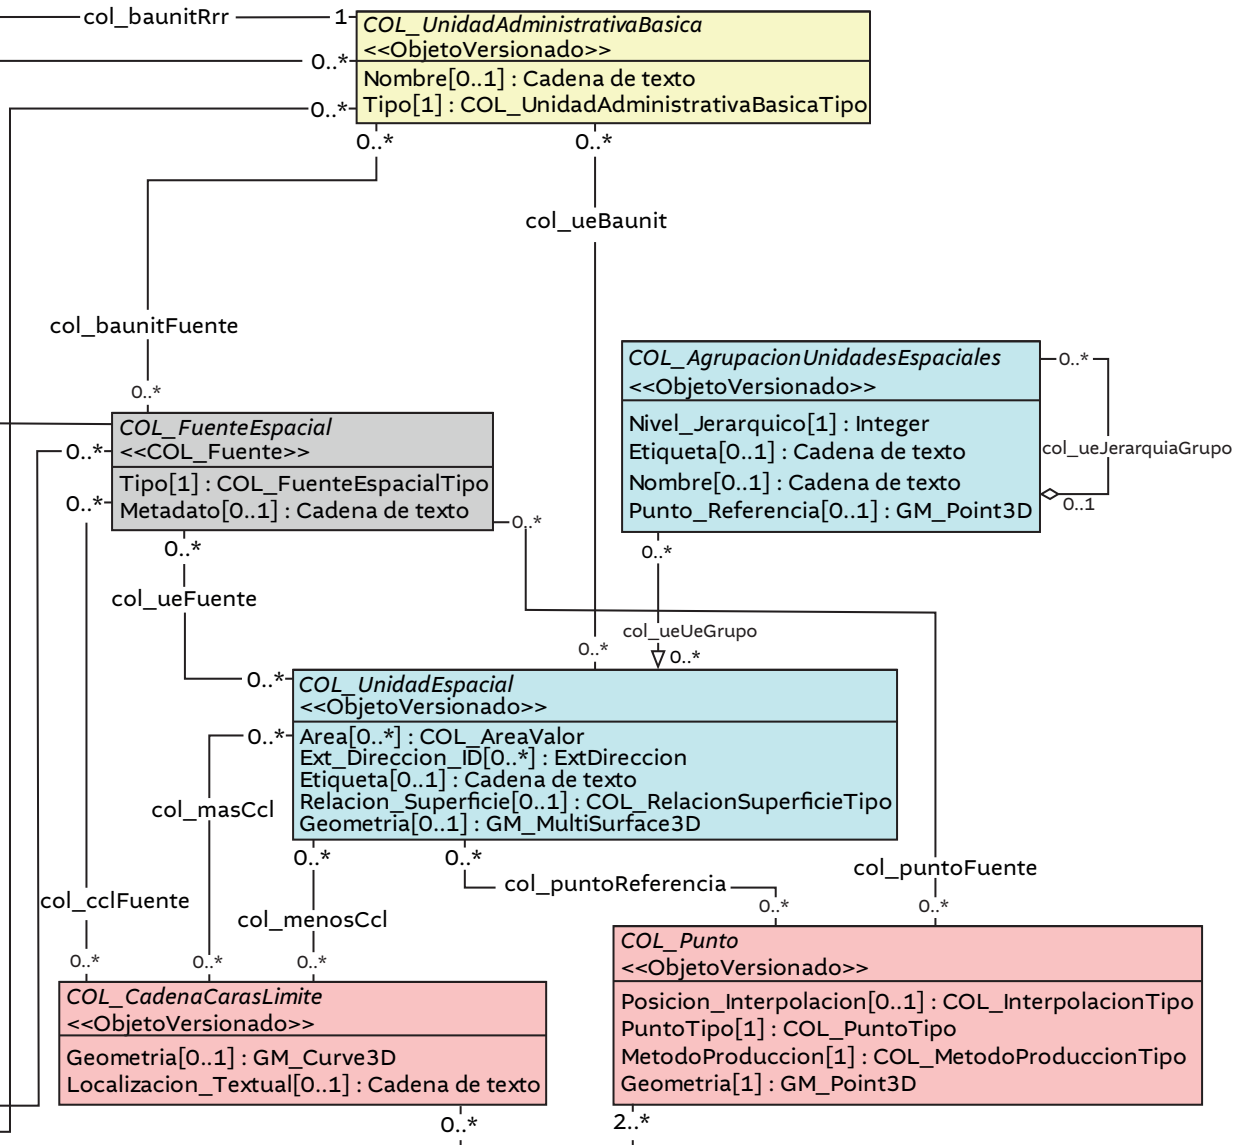 col_baunitRrr
1
COL_UnidadAdministrativaBasica
<<ObjetoVersionado>>
0..*
Nombre[0..1] : Cadena de texto
0..*
Tipo[1] : COL_UnidadAdministrativaBasicaTipo
0..*
0..*
col_ueBaunit
col_baunitFuente
0..*
COL_AgrupacionUnidadesEspaciales
<<ObjetoVersionado>>
Nivel_Jerarquico[1] : Integer
Etiqueta[0..1] : Cadena de texto
Nombre[0..1] : Cadena de texto
Punto_Referencia[0..1] : GM_Point3D
0..*
col_ueJerarquiaGrupo
0..1
COL_FuenteEspacial
<<COL_Fuente>>
0..*
Tipo[1] : COL_FuenteEspacialTipo
0..*
Metadato[0..1] : Cadena de texto
0..*
0..*
0..*
col_ueFuente
col_ueUeGrupo
0..*
0..*
0..*
COL_UnidadEspacial
<<ObjetoVersionado>>
0..*
Area[0..*] : COL_AreaValor
Ext_Direccion_ID[0..*] : ExtDireccion
Etiqueta[0..1] : Cadena de texto
Relacion_Superficie[0..1] : COL_RelacionSuperficieTipo
Geometria[0..1] : GM_MultiSurface3D
col_masCcl
0..*
0..*
col_puntoFuente
col_puntoReferencia
col_cclFuente
0..*
0..*
col_menosCcl
0..*
0..*
0..*
COL_CadenaCarasLimite
<<ObjetoVersionado>>
Geometria[0..1] : GM_Curve3D
Localizacion_Textual[0..1] : Cadena de texto
0..*
COL_Punto
<<ObjetoVersionado>>
Posicion_Interpolacion[0..1] : COL_InterpolacionTipo
PuntoTipo[1] : COL_PuntoTipo
MetodoProduccion[1] : COL_MetodoProduccionTipo
Geometria[1] : GM_Point3D
2..*